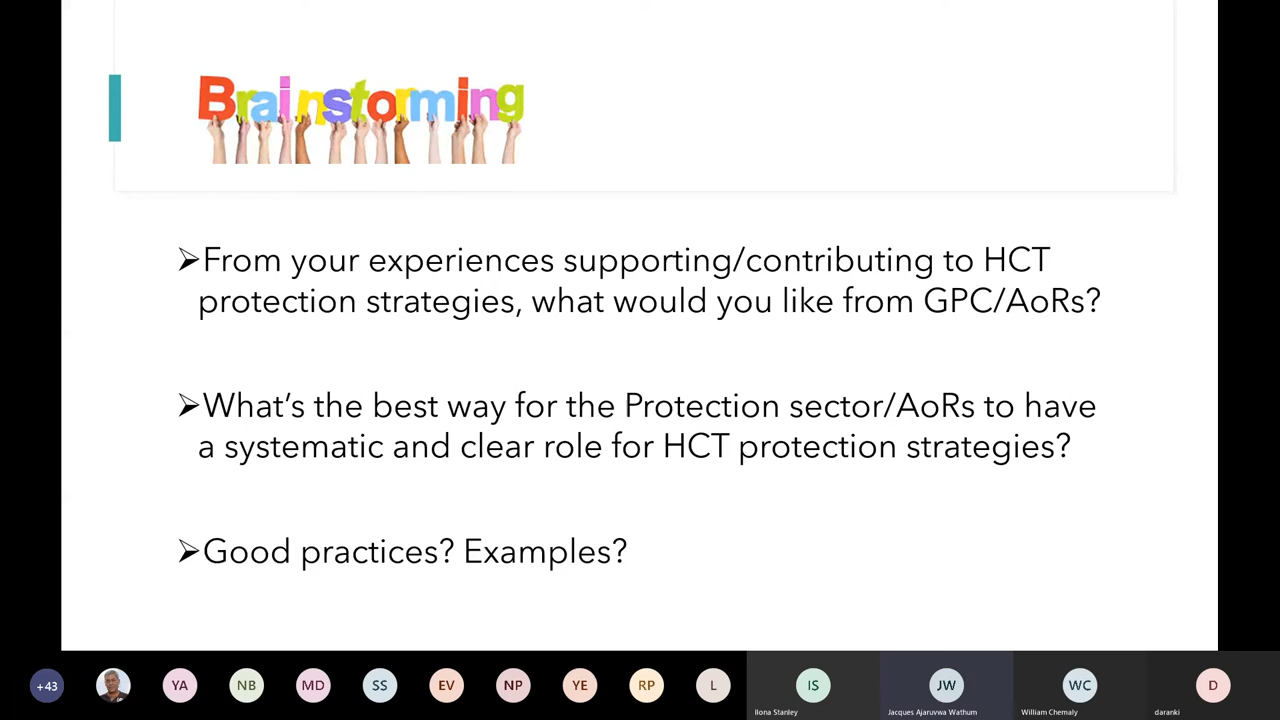 Brainstorming
➢From your experiences supporting/contributing to HCT
protection strategies, what would you like from GPC/AoRs?
➢What's the best way for the Protection sector/AoRs to have
a systematic and clear role for HCT protection strategies?
➢Good practices? Examples?
+43 YA NB MD SS EV NP YE RP L IS JW WC D
Ilona Stanley Jacques Ajaruvwa Wathum William Chemaly daranki